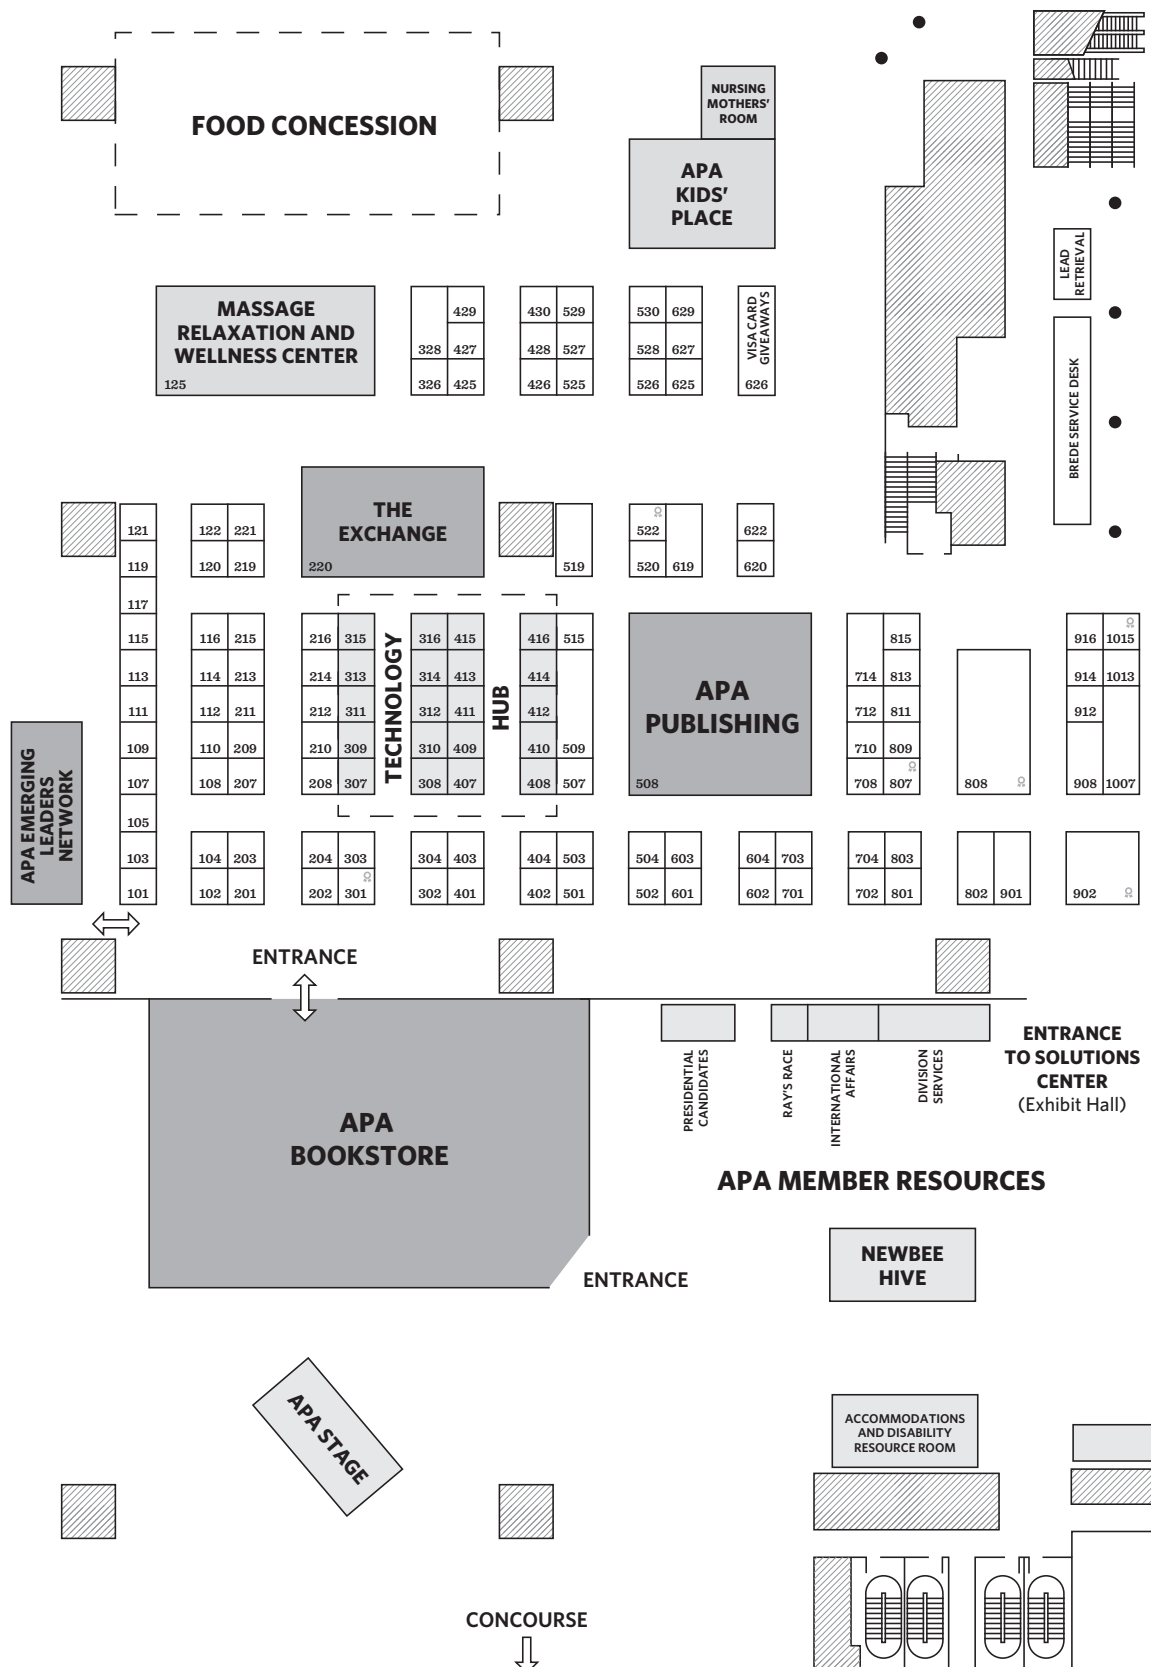 FOOD CONCESSION
NURSING
MOTHERS'
ROOM
APA
KIDS'
PLACE
LEAD
RETRIEVAL
BREDE SERVICE DESK
MASSAGE
RELAXATION AND
WELLNESS CENTER
125
429
328 427
326 425
430 529
428 527
426 525
530 629
528 627
526 625
VISA CARD
GIVEAWAYS
626
THE
EXCHANGE
220
121
119
117
115
113
111
109
107
105
103
101
122 221
120 219
519
522
520 619
622
620
116 215
114 213
112 211
110 209
108 207
216 315
214 313
212 311
210 309
208 307
TECHNOLOGY
HUB
316 415
314 413
312 411
310 409
308 407
416 515
414
412
410 509
408 507
APA
PUBLISHING
508
815
714 813
712 811
710 809
708 807
808
916 1015
914 1013
912
908 1007
APA EMERGING
LEADERS
NETWORK
104 203
102 201
204 303
202 301
304 403
302 401
404 503
402 501
504 603
502 601
604 703
602 701
704 803
702 801
802 901
902
ENTRANCE
APA
BOOKSTORE
ENTRANCE
PRESIDENTIAL
CANDIDATES
RAY'S RACE
INTERNATIONAL
AFFAIRS
DIVISION
SERVICES
ENTRANCE
TO SOLUTIONS
CENTER
(Exhibit Hall)
APA MEMBER RESOURCES
NEWBEE
HIVE
APA STAGE
ACCOMMODATIONS
AND DISABILITY
RESOURCE ROOM
CONCOURSE